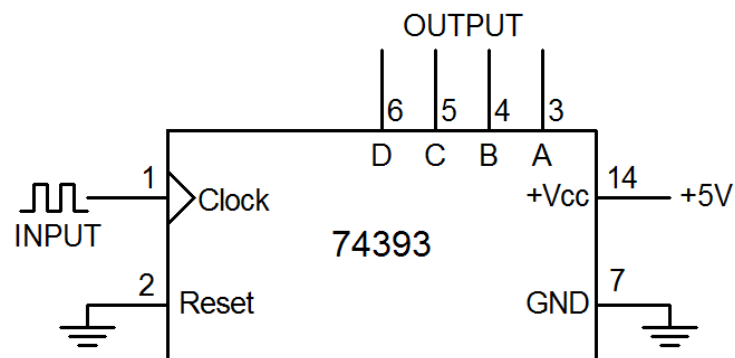 OUTPUT
6 5 4 3
D C B A
1 Clock
INPUT
+Vcc 14 +5V
74393
2 Reset
GND 7